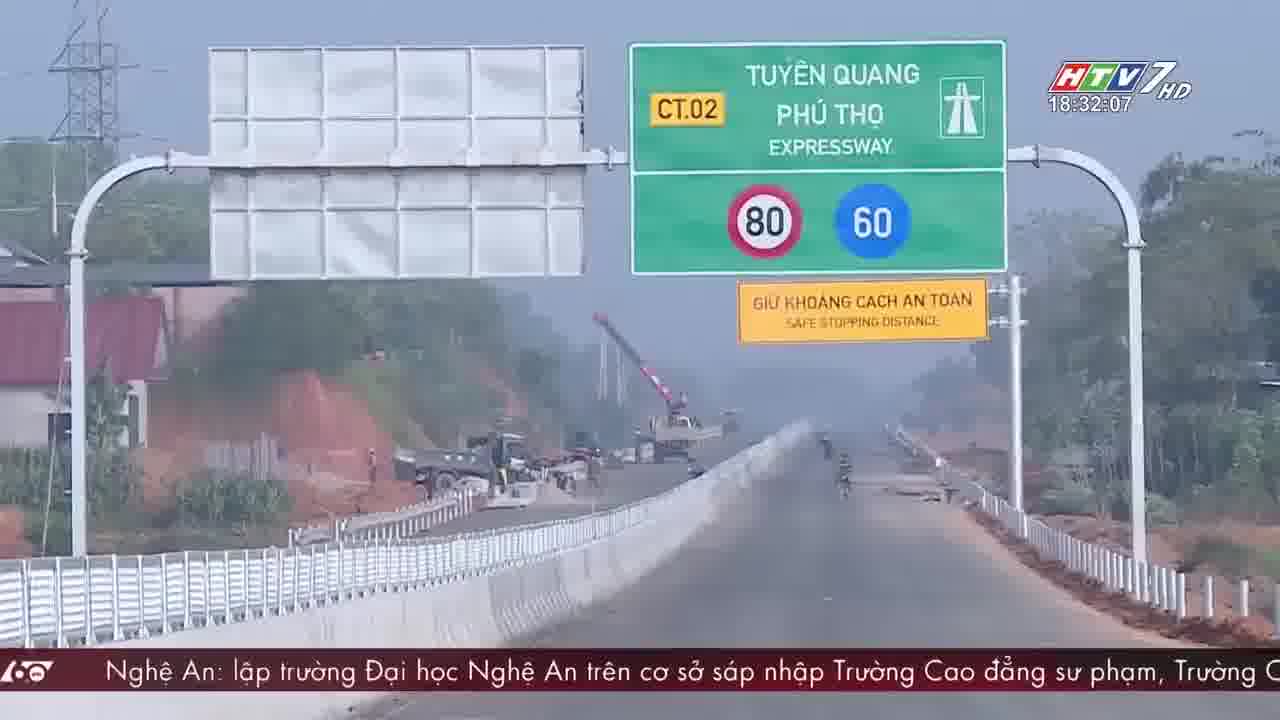 TUYÊN QUANG
CT.02
PHÚ THỌ
EXPRESSWAY
80 60
GIỮ KHOẢNG CÁCH AN TOÀN
SAFE STOPPING DISTANCE
HTV7 HD
18:32:07
60
Nghệ An: lập trường Đại học Nghệ An trên cơ sở sáp nhập Trường Cao đẳng sư phạm, Trường C